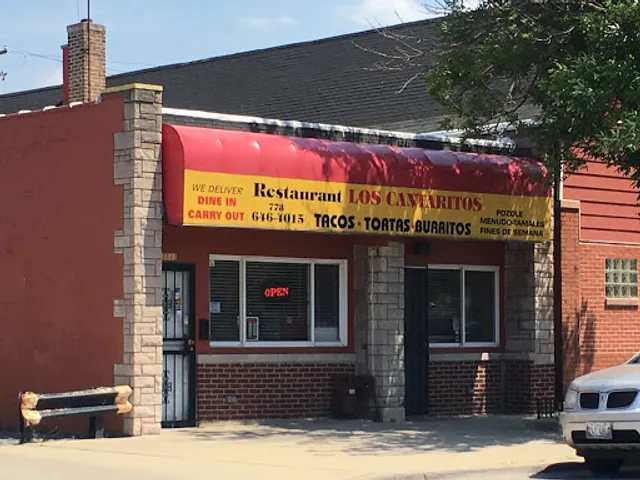 WE DELIVER
DINE IN
CARRY OUT
Restaurant LOS CANTARITOS
773
646-4015
TACOS • TORTAS • BURRITOS
POZOLE
MENUDO • TAMALES
FINES DE SEMANA
OPEN